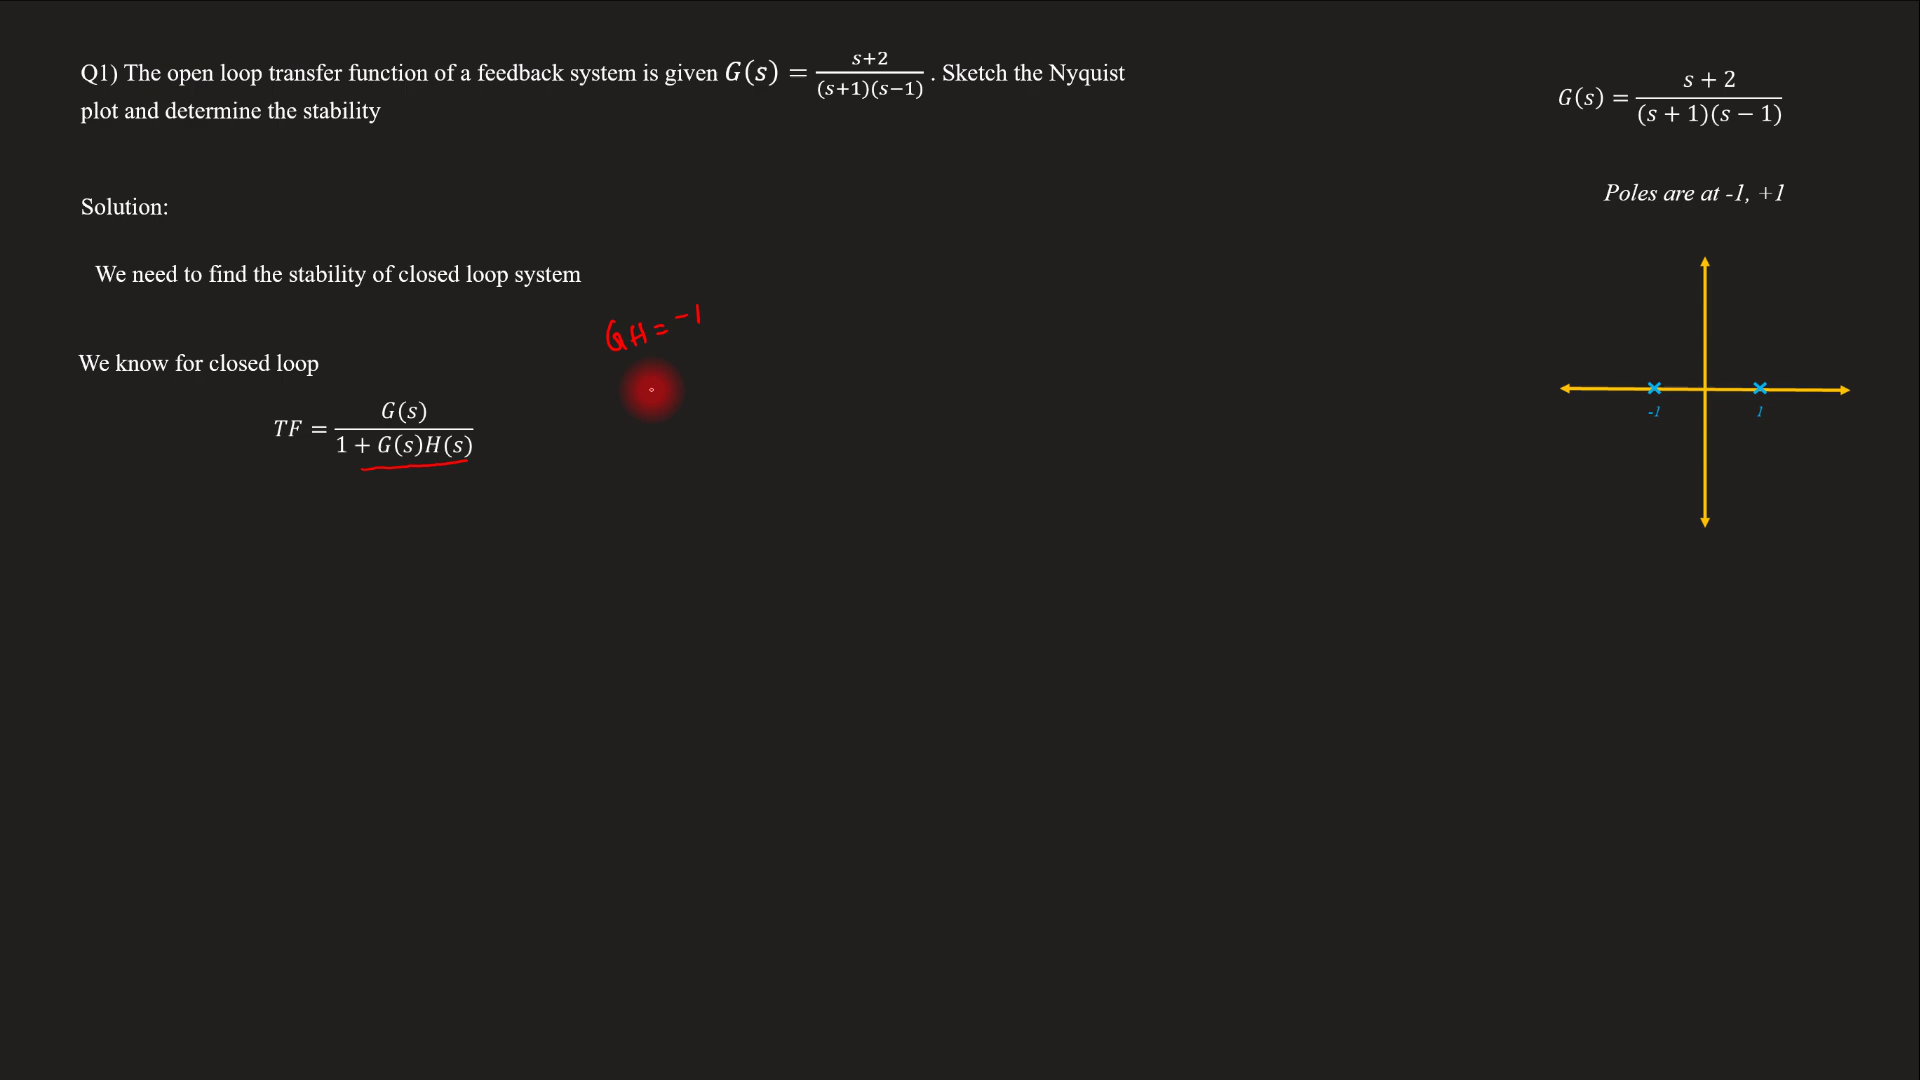 Q1) The open loop transfer function of a feedback system is given G(s) = s+2 / (s+1)(s−1) . Sketch the Nyquist
plot and determine the stability
G(s) = s + 2 / (s + 1)(s − 1)
Poles are at -1, +1
Solution:
We need to find the stability of closed loop system
GH = -1
We know for closed loop
TF = G(s) / 1 + G(s)H(s)
-1 1